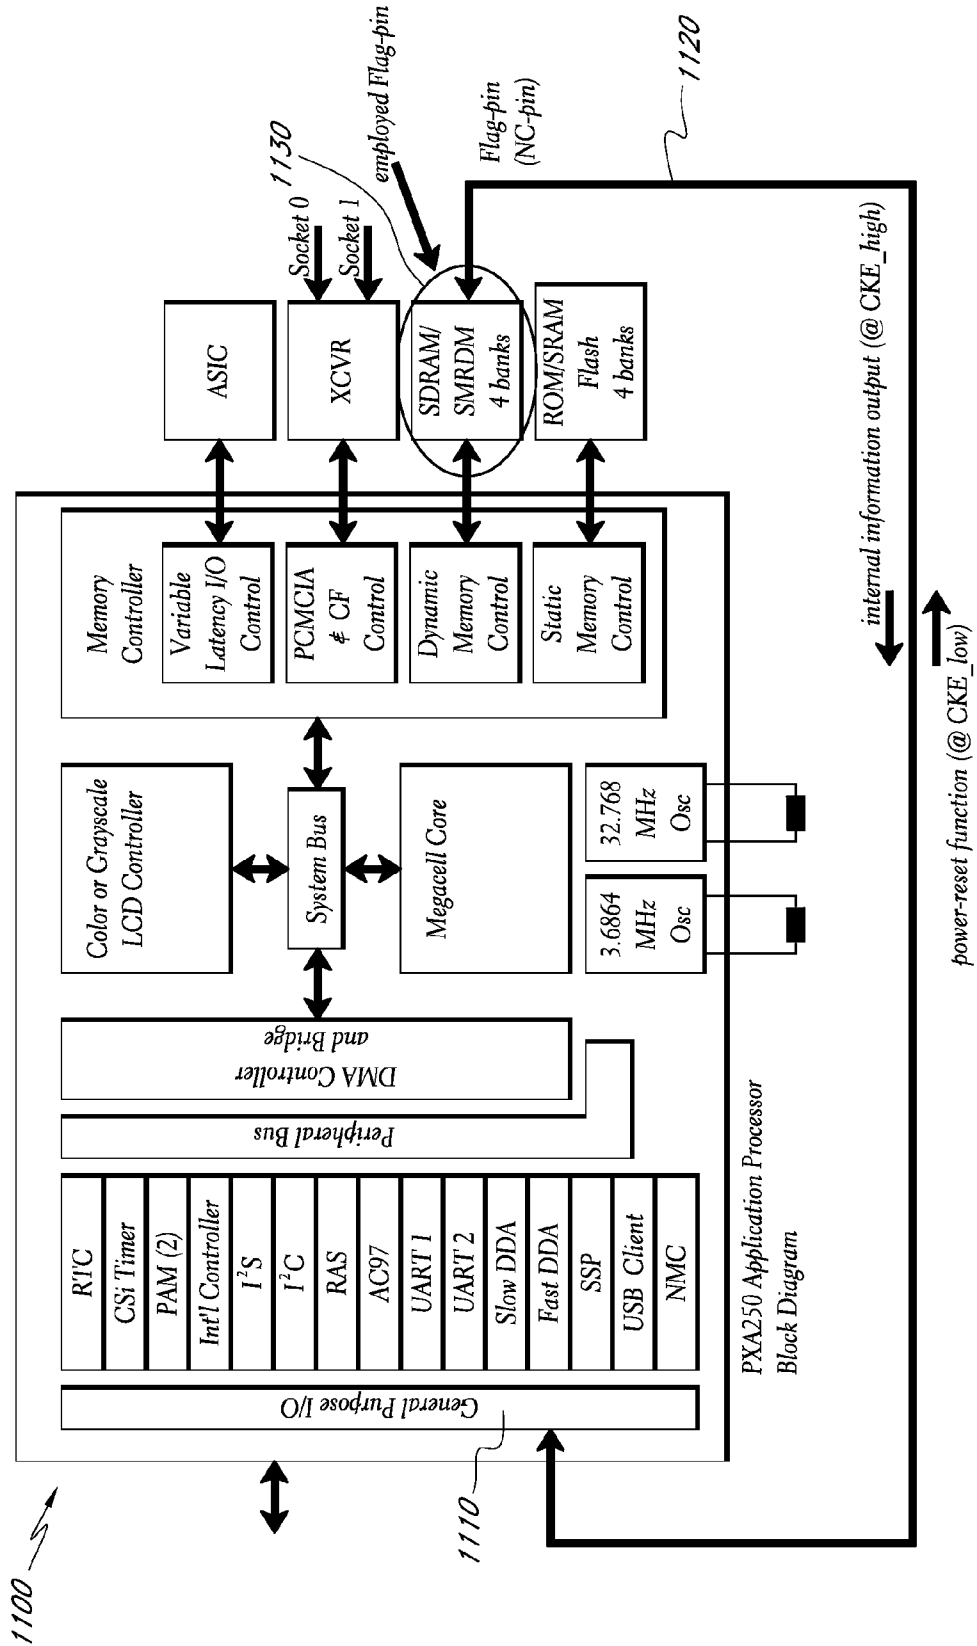 1100
General Purpose I/O
1110
RTC
CSi Timer
PAM (2)
Int'l Controller
I²S
I²C
RAS
AC97
UART 1
UART 2
Slow DDA
Fast DDA
SSP
USB Client
NMC
Peripheral Bus
DMA Controller
and Bridge
Color or Grayscale
LCD Controller
System Bus
Megacell Core
3.6864
MHz
Osc
32.768
MHz
Osc
Memory
Controller
Variable
Latency I/O
Control
PCMCIA
& CF
Control
Dynamic
Memory
Control
Static
Memory
Control
ASIC
XCVR
SDRAM/
SMRDM
4 banks
ROM/SRAM
Flash
4 banks
Socket 0
Socket 1
1130
employed Flag-pin
Flag-pin
(NC-pin)
1120
internal information output (@ CKE_high)
power-reset function (@ CKE_low)
PXA250 Application Processor
Block Diagram